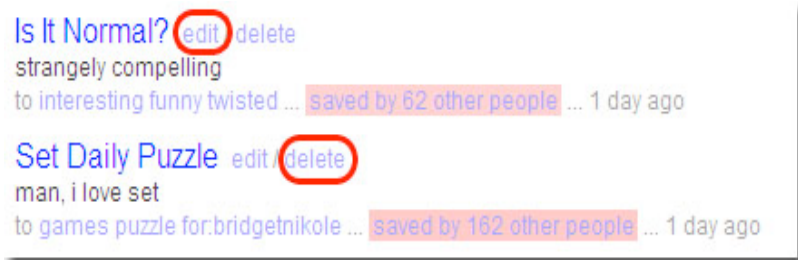 Is It Normal? edit / delete
strangely compelling
to interesting funny twisted ... saved by 62 other people ... 1 day ago
Set Daily Puzzle edit / delete
man, i love set
to games puzzle for:bridgetnikole ... saved by 162 other people ... 1 day ago